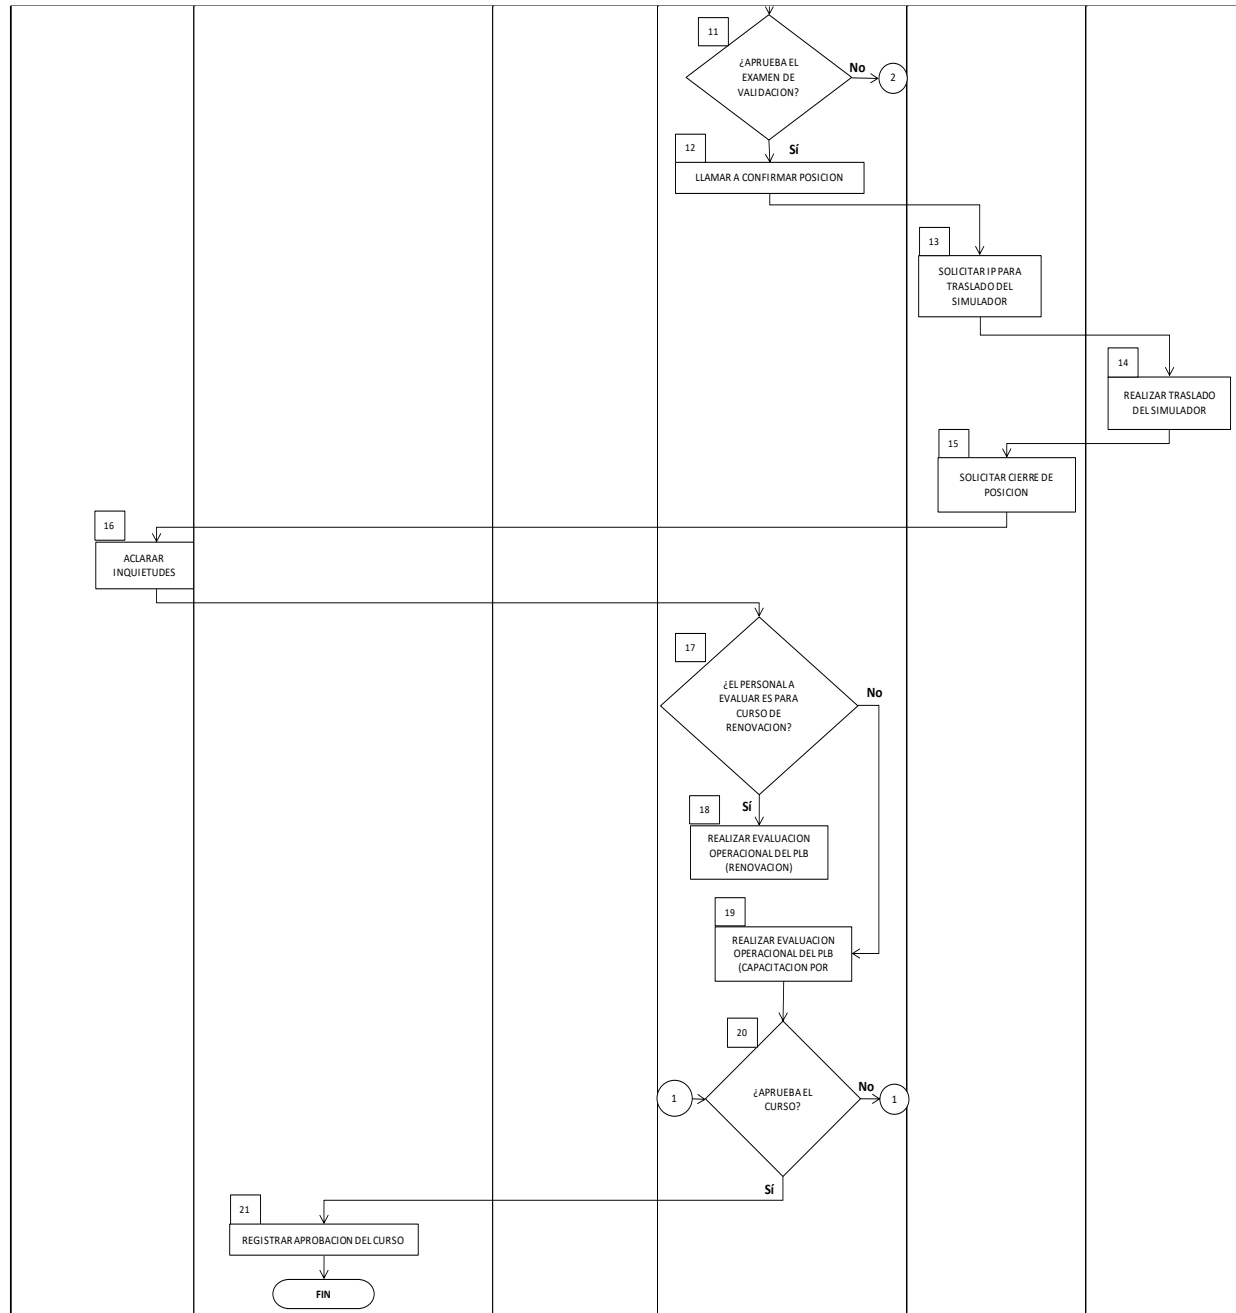 11
¿APRUEBA EL
EXAMEN DE
VALIDACION?
No
2
Sí
12
LLAMAR A CONFIRMAR POSICION
13
SOLICITAR IP PARA
TRASLADO DEL
SIMULADOR
14
REALIZAR TRASLADO
DEL SIMULADOR
15
SOLICITAR CIERRE DE
POSICION
16
ACLARAR
INQUIETUDES
17
¿EL PERSONAL A
EVALUAR ES PARA
CURSO DE
RENOVACION?
No
Sí
18
REALIZAR EVALUACION
OPERACIONAL DEL PLB
(RENOVACION)
19
REALIZAR EVALUACION
OPERACIONAL DEL PLB
(CAPACITACION POR
20
1
¿APRUEBA EL
CURSO?
No
1
Sí
21
REGISTRAR APROBACION DEL CURSO
FIN